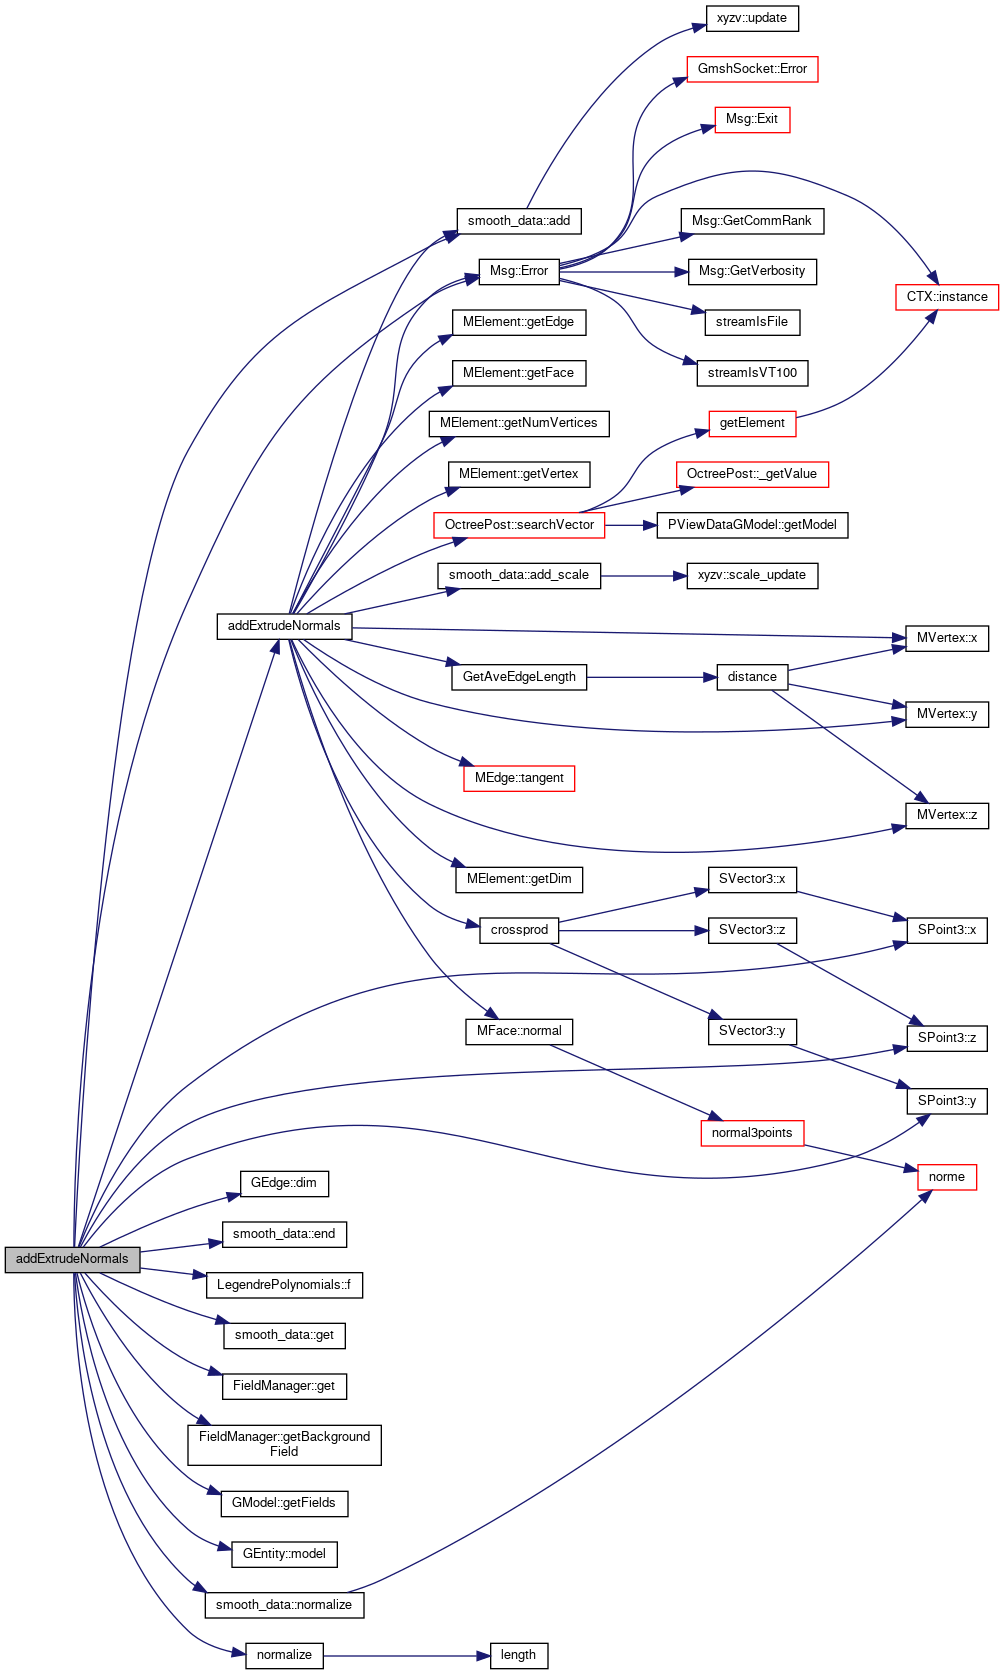 xyzv::update
GmshSocket::Error
Msg::Exit
smooth_data::add
Msg::GetCommRank
Msg::Error
Msg::GetVerbosity
CTX::instance
MElement::getEdge
streamIsFile
MElement::getFace
streamIsVT100
MElement::getNumVertices
getElement
MElement::getVertex
OctreePost::_getValue
OctreePost::searchVector
PViewDataGModel::getModel
smooth_data::add_scale
xyzv::scale_update
addExtrudeNormals
MVertex::x
GetAveEdgeLength
distance
MVertex::y
MEdge::tangent
MVertex::z
MElement::getDim
SVector3::x
crossprod
SVector3::z
SPoint3::x
MFace::normal
SVector3::y
SPoint3::z
SPoint3::y
normal3points
norme
GEdge::dim
smooth_data::end
addExtrudeNormals
LegendrePolynomials::f
smooth_data::get
FieldManager::get
FieldManager::getBackground
Field
GModel::getFields
GEntity::model
smooth_data::normalize
normalize
length